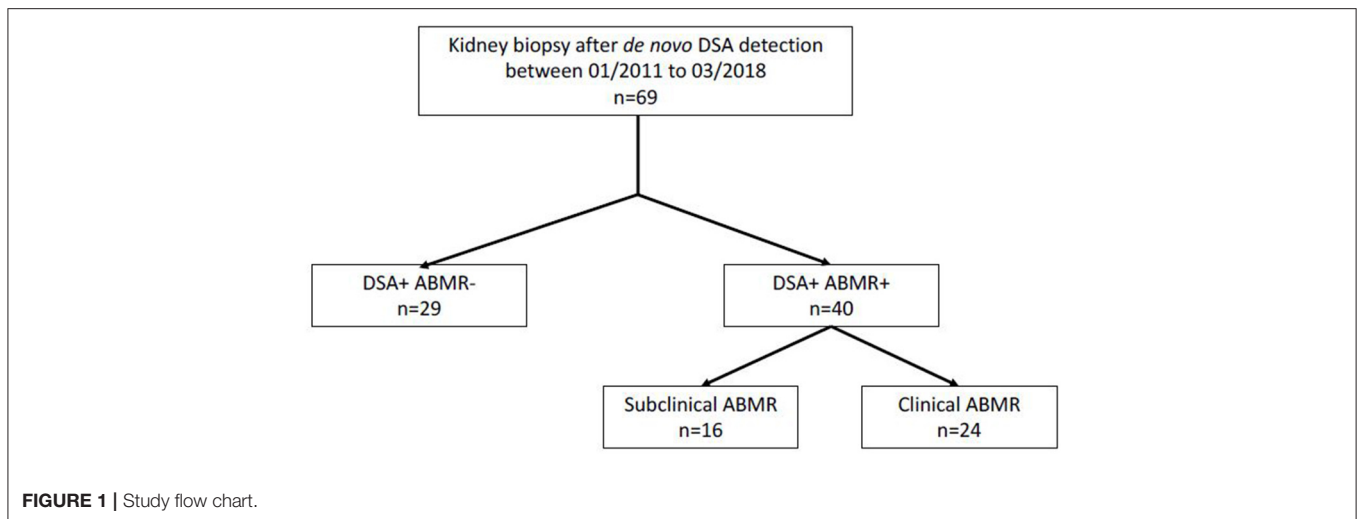 Kidney biopsy after de novo DSA detection
between 01/2011 to 03/2018
n=69
DSA+ ABMR-
n=29
DSA+ ABMR+
n=40
Subclinical ABMR
n=16
Clinical ABMR
n=24
FIGURE 1 | Study flow chart.